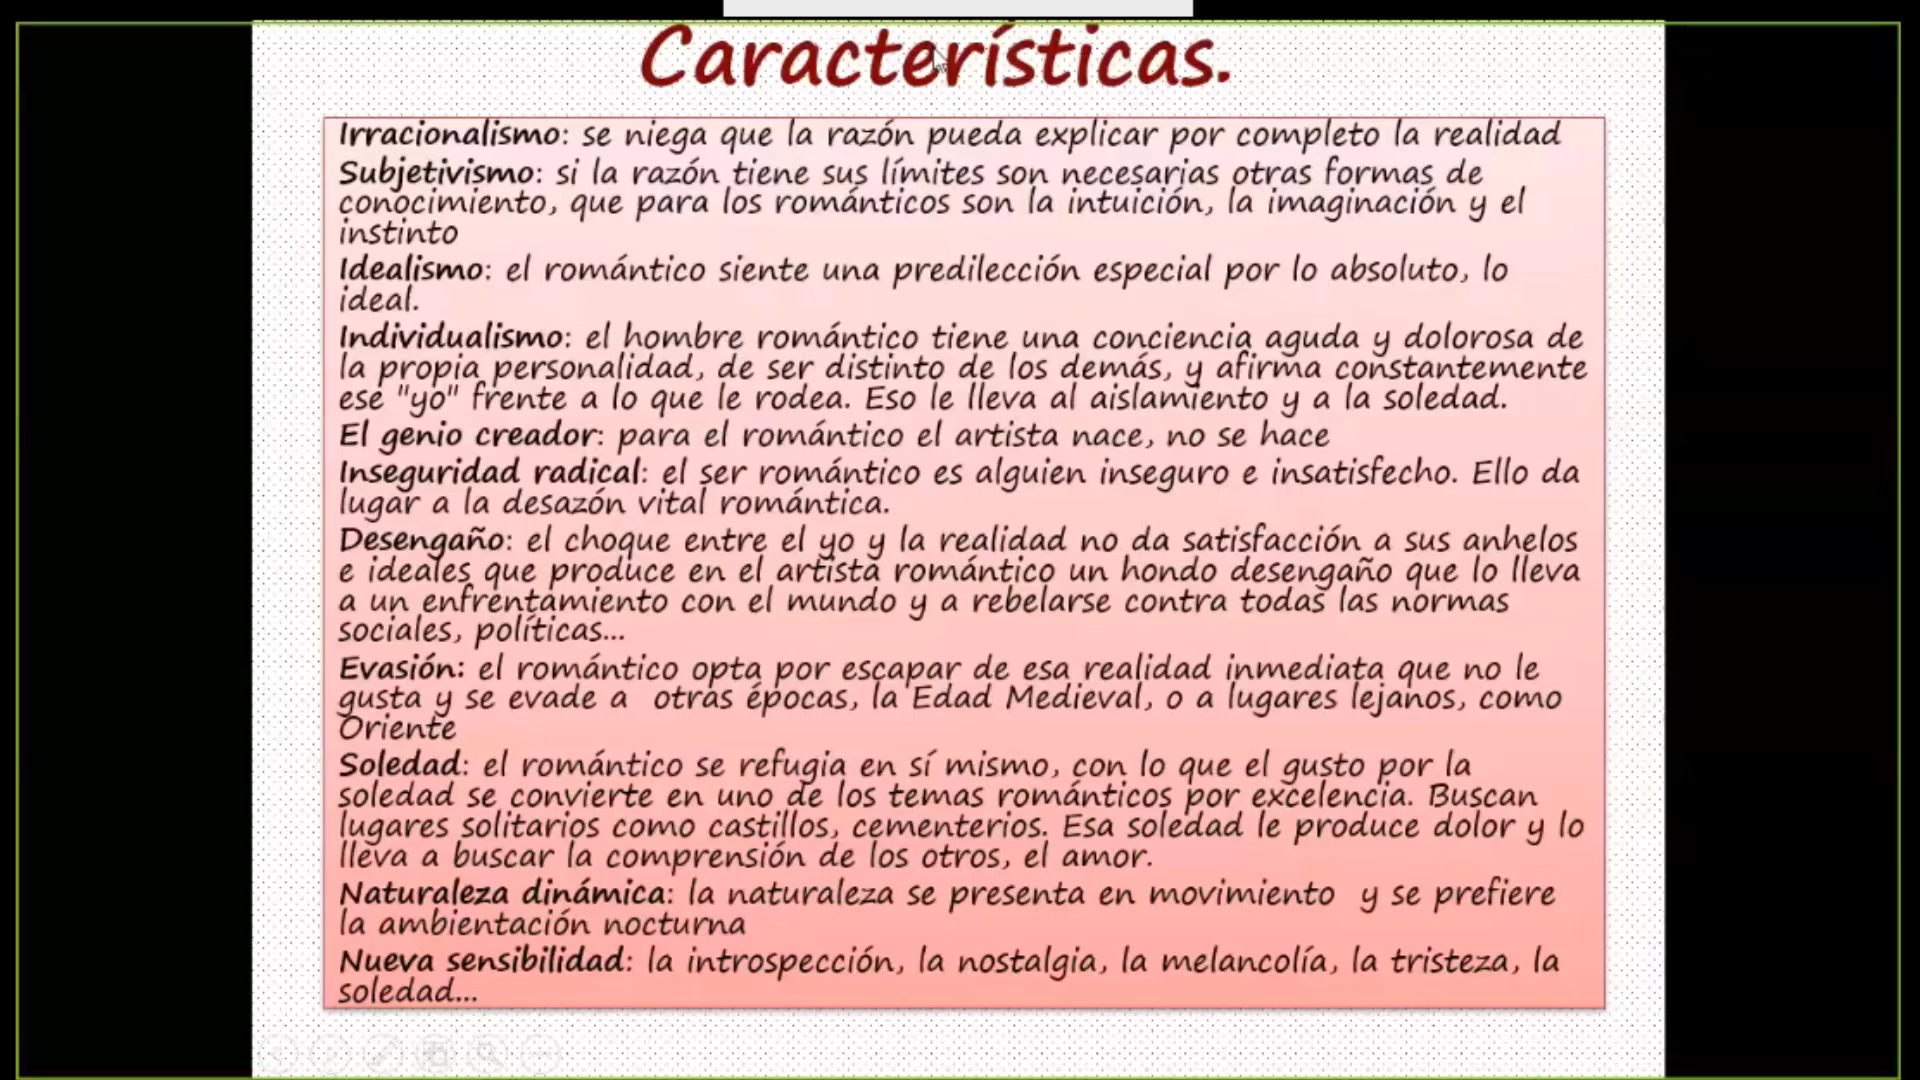 Características.
Irracionalismo: se niega que la razón pueda explicar por completo la realidad
Subjetivismo: si la razón tiene sus límites son necesarias otras formas de
conocimiento, que para los románticos son la intuición, la imaginación y el
instinto
Idealismo: el romántico siente una predilección especial por lo absoluto, lo
ideal.
Individualismo: el hombre romántico tiene una conciencia aguda y dolorosa de
la propia personalidad, de ser distinto de los demás, y afirma constantemente
ese "yo" frente a lo que le rodea. Eso le lleva al aislamiento y a la soledad.
El genio creador: para el romántico el artista nace, no se hace
Inseguridad radical: el ser romántico es alguien inseguro e insatisfecho. Ello da
lugar a la desazón vital romántica.
Desengaño: el choque entre el yo y la realidad no da satisfacción a sus anhelos
e ideales que produce en el artista romántico un hondo desengaño que lo lleva
a un enfrentamiento con el mundo y a rebelarse contra todas las normas
sociales, políticas...
Evasión: el romántico opta por escapar de esa realidad inmediata que no le
gusta y se evade a  otras épocas, la Edad Medieval, o a lugares lejanos, como
Oriente
Soledad: el romántico se refugia en sí mismo, con lo que el gusto por la
soledad se convierte en uno de los temas románticos por excelencia. Buscan
lugares solitarios como castillos, cementerios. Esa soledad le produce dolor y lo
lleva a buscar la comprensión de los otros, el amor.
Naturaleza dinámica: la naturaleza se presenta en movimiento  y se prefiere
la ambientación nocturna
Nueva sensibilidad: la introspección, la nostalgia, la melancolía, la tristeza, la
soledad...